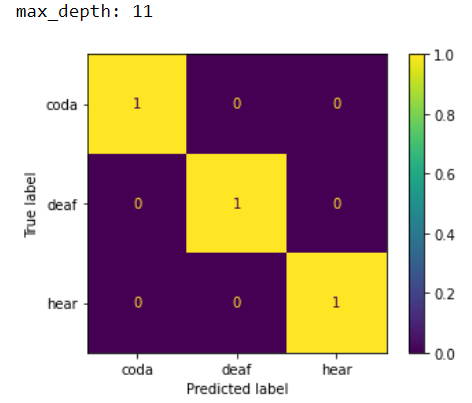 max_depth: 11
1.0
coda 1 0 0
0.8
0.6
deaf 0 1 0
True label
0.4
0.2
hear 0 0 1
0.0
coda deaf hear
Predicted label